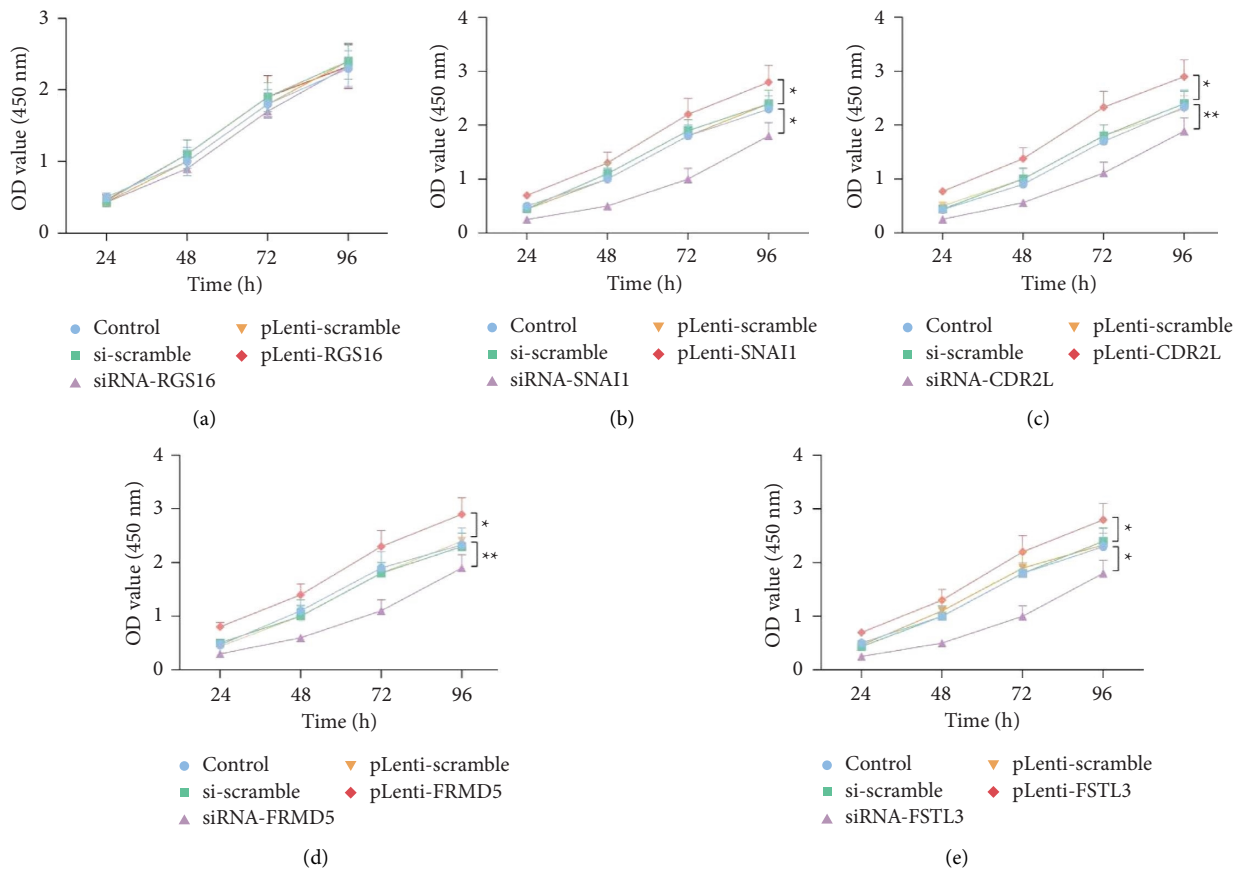 OD value (450 nm)
3
2
1
0
24 48 72 96
Time (h)
Control pLenti-scramble
si-scramble pLenti-RGS16
siRNA-RGS16
(a)
OD value (450 nm)
4
3
2
1
0
*
*
24 48 72 96
Time (h)
Control pLenti-scramble
si-scramble pLenti-SNAI1
siRNA-SNAI1
(b)
OD value (450 nm)
4
3
2
1
0
*
**
24 48 72 96
Time (h)
Control pLenti-scramble
si-scramble pLenti-CDR2L
siRNA-CDR2L
(c)
OD value (450 nm)
4
3
2
1
0
*
**
24 48 72 96
Time (h)
Control pLenti-scramble
si-scramble pLenti-FRMD5
siRNA-FRMD5
(d)
OD value (450 nm)
4
3
2
1
0
*
*
24 48 72 96
Time (h)
Control pLenti-scramble
si-scramble pLenti-FSTL3
siRNA-FSTL3
(e)